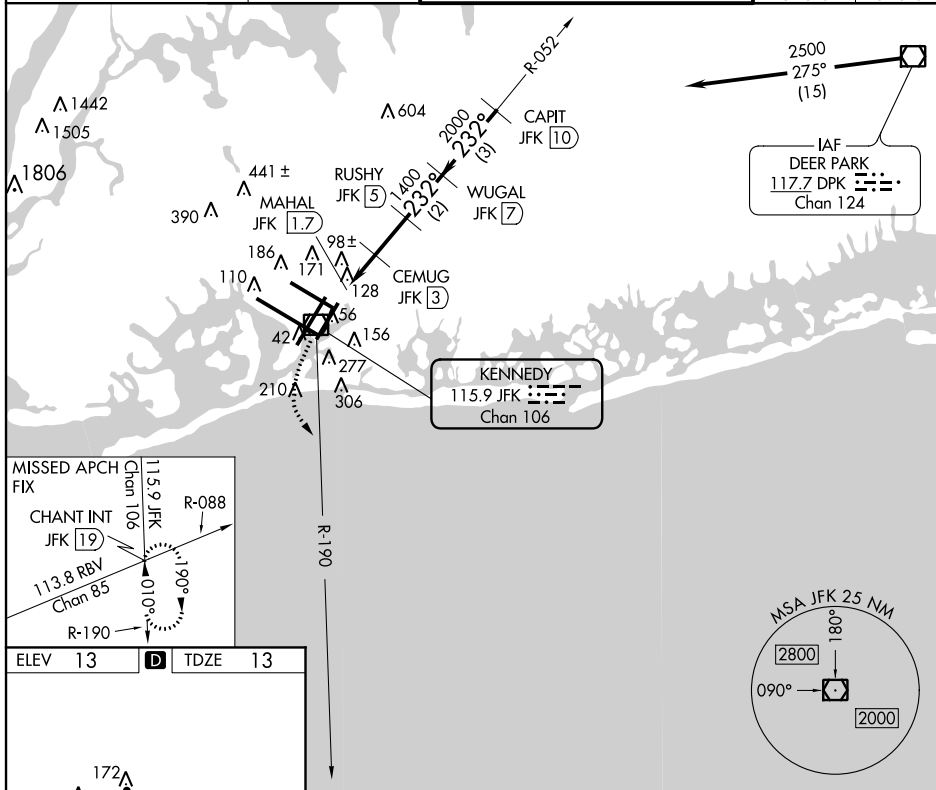 R-052
2500
275°
(15)
1442
1505
1806
604
2000
232°
(3)
CAPIT
JFK 10
IAF
DEER PARK
117.7 DPK
Chan 124
RUSHY
JFK 5
1400
232°
(2)
WUGAL
JFK 7
441 ±
390
MAHAL
JFK 1.7
186
171
98±
110
128
CEMUG
JFK 3
56
42
156
277
210
306
KENNEDY
115.9 JFK
Chan 106
R-190
MISSED APCH
FIX
Chan 106
115.9 JFK
CHANT INT
JFK 19
R-088
113.8 RBV
Chan 85
010°
190°
R-190
MSA JFK 25 NM
180°
2800
090°
2000
ELEV 13 D TDZE 13
172